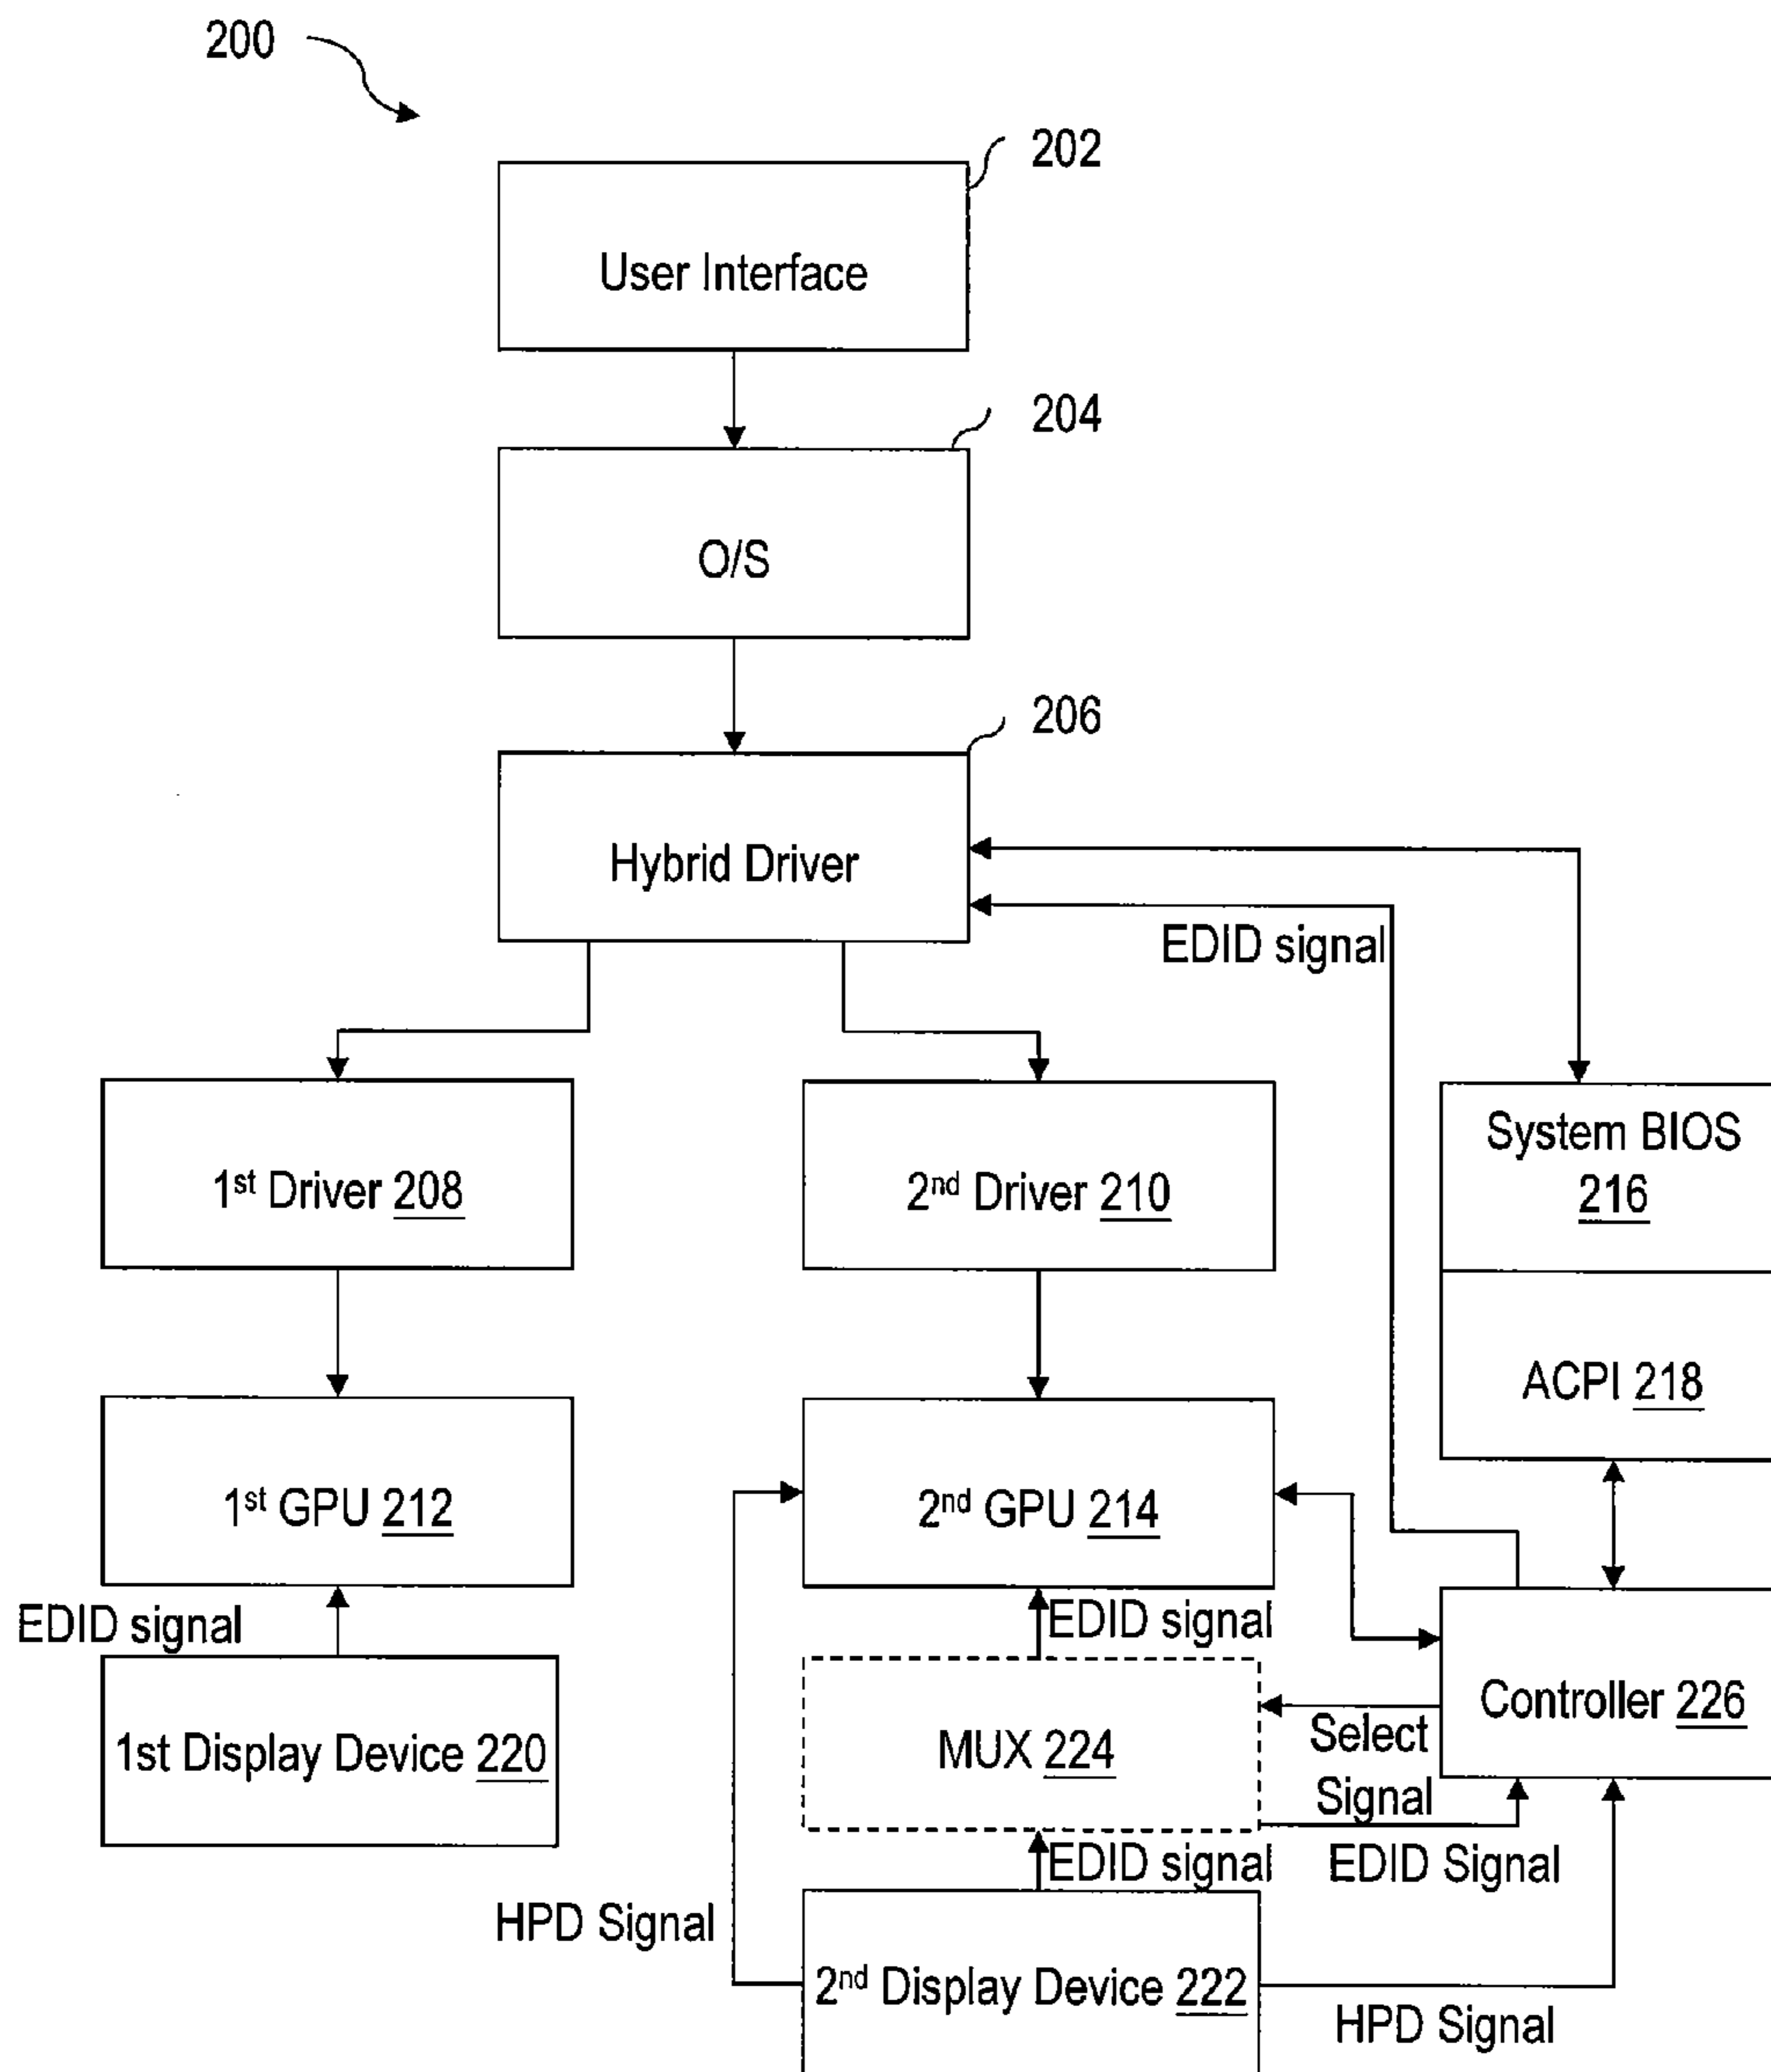 200
202
User Interface
204
O/S
206
Hybrid Driver
EDID signal
1st Driver 208
2nd Driver 210
System BIOS
216
ACPI 218
1st GPU 212
2nd GPU 214
EDID signal
EDID signal
1st Display Device 220
MUX 224
Select
Signal
Controller 226
EDID signal
EDID Signal
HPD Signal
2nd Display Device 222
HPD Signal